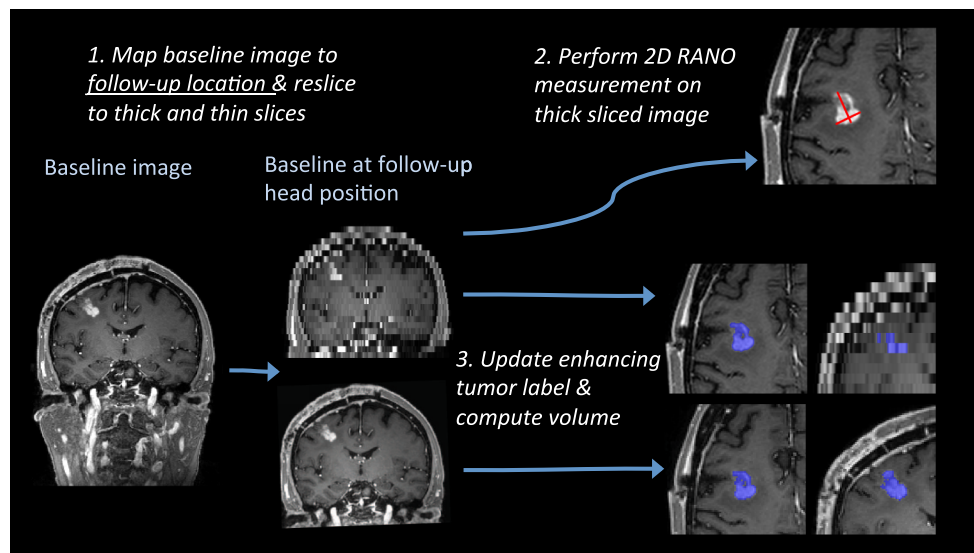 1. Map baseline image to
follow-up location & reslice
to thick and thin slices
2. Perform 2D RANO
measurement on
thick sliced image
Baseline image
Baseline at follow-up
head position
3. Update enhancing
tumor label &
compute volume